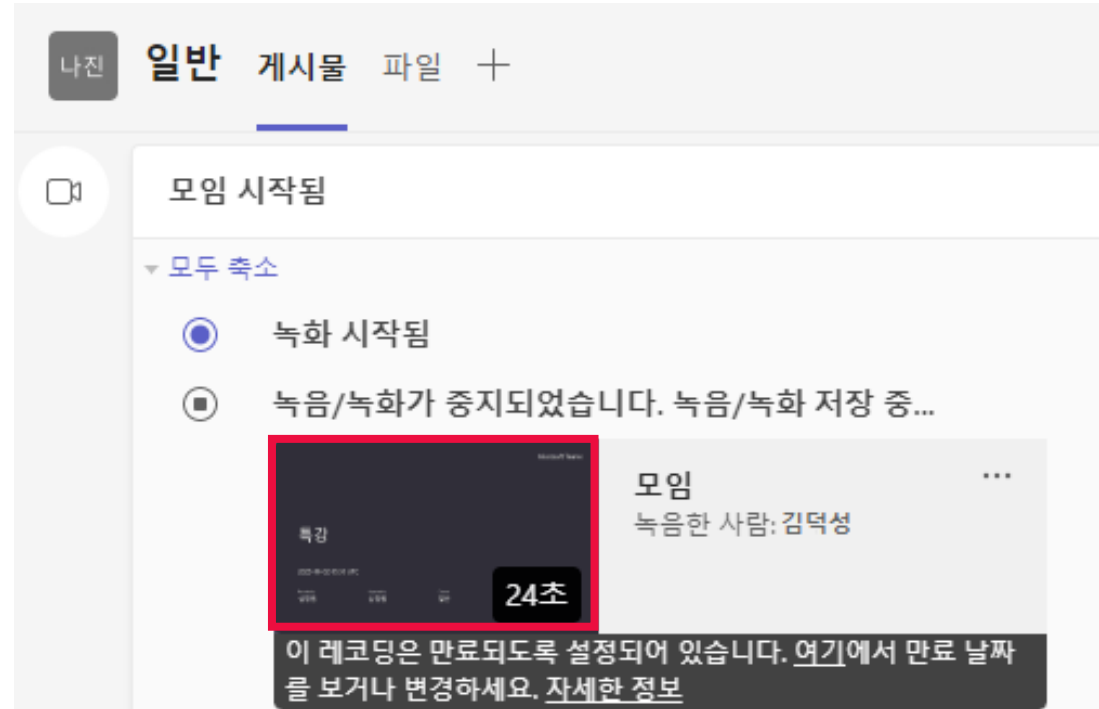 나진 일반 게시물 파일
모임 시작됨
모두 축소
녹화 시작됨
녹음/녹화가 중지되었습니다. 녹음/녹화 저장 중...
Microsoft Teams
특강
24초
모임
녹음한 사람: 김덕성
이 레코딩은 만료되도록 설정되어 있습니다. 여기에서 만료 날짜
를 보거나 변경하세요. 자세한 정보